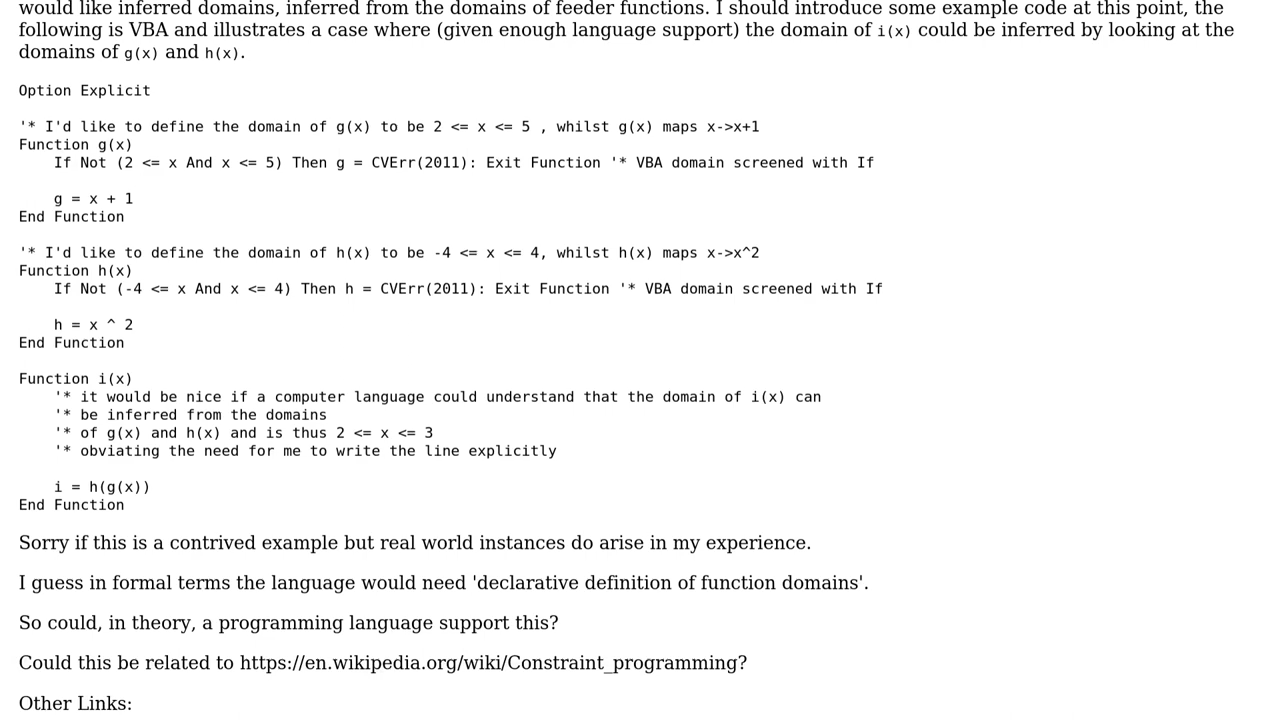 would like inferred domains, inferred from the domains of feeder functions. I should introduce some example code at this point, the
following is VBA and illustrates a case where (given enough language support) the domain of i(x) could be inferred by looking at the
domains of g(x) and h(x).
Option Explicit
'* I'd like to define the domain of g(x) to be 2 <= x <= 5 , whilst g(x) maps x->x+1
Function g(x)
    If Not (2 <= x And x <= 5) Then g = CVErr(2011): Exit Function '* VBA domain screened with If
    g = x + 1
End Function
'* I'd like to define the domain of h(x) to be -4 <= x <= 4, whilst h(x) maps x->x^2
Function h(x)
    If Not (-4 <= x And x <= 4) Then h = CVErr(2011): Exit Function '* VBA domain screened with If
    h = x ^ 2
End Function
Function i(x)
    '* it would be nice if a computer language could understand that the domain of i(x) can
    '* be inferred from the domains
    '* of g(x) and h(x) and is thus 2 <= x <= 3
    '* obviating the need for me to write the line explicitly
    i = h(g(x))
End Function
Sorry if this is a contrived example but real world instances do arise in my experience.
I guess in formal terms the language would need 'declarative definition of function domains'.
So could, in theory, a programming language support this?
Could this be related to https://en.wikipedia.org/wiki/Constraint_programming?
Other Links: